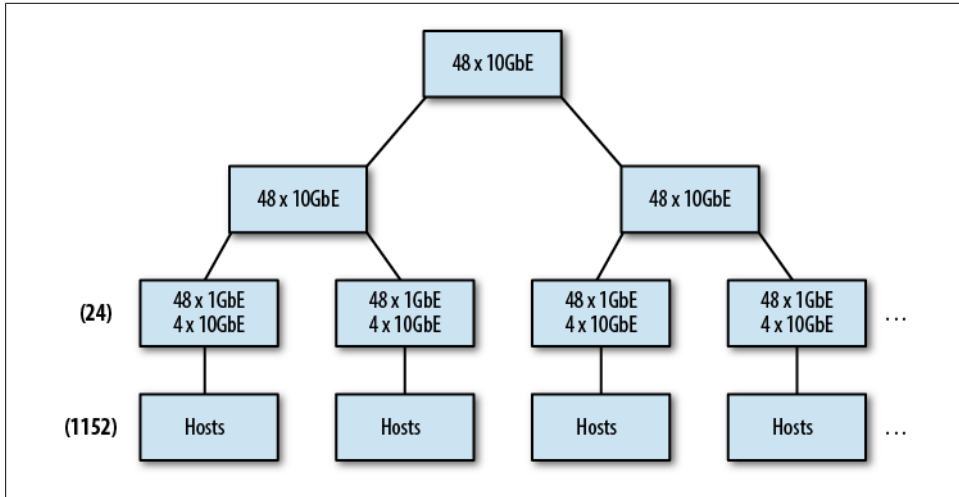 48 x 10GbE
48 x 10GbE
48 x 10GbE
(24)
48 x 1GbE
4 x 10GbE
48 x 1GbE
4 x 10GbE
48 x 1GbE
4 x 10GbE
48 x 1GbE
4 x 10GbE
...
(1152)
Hosts
Hosts
Hosts
Hosts
...